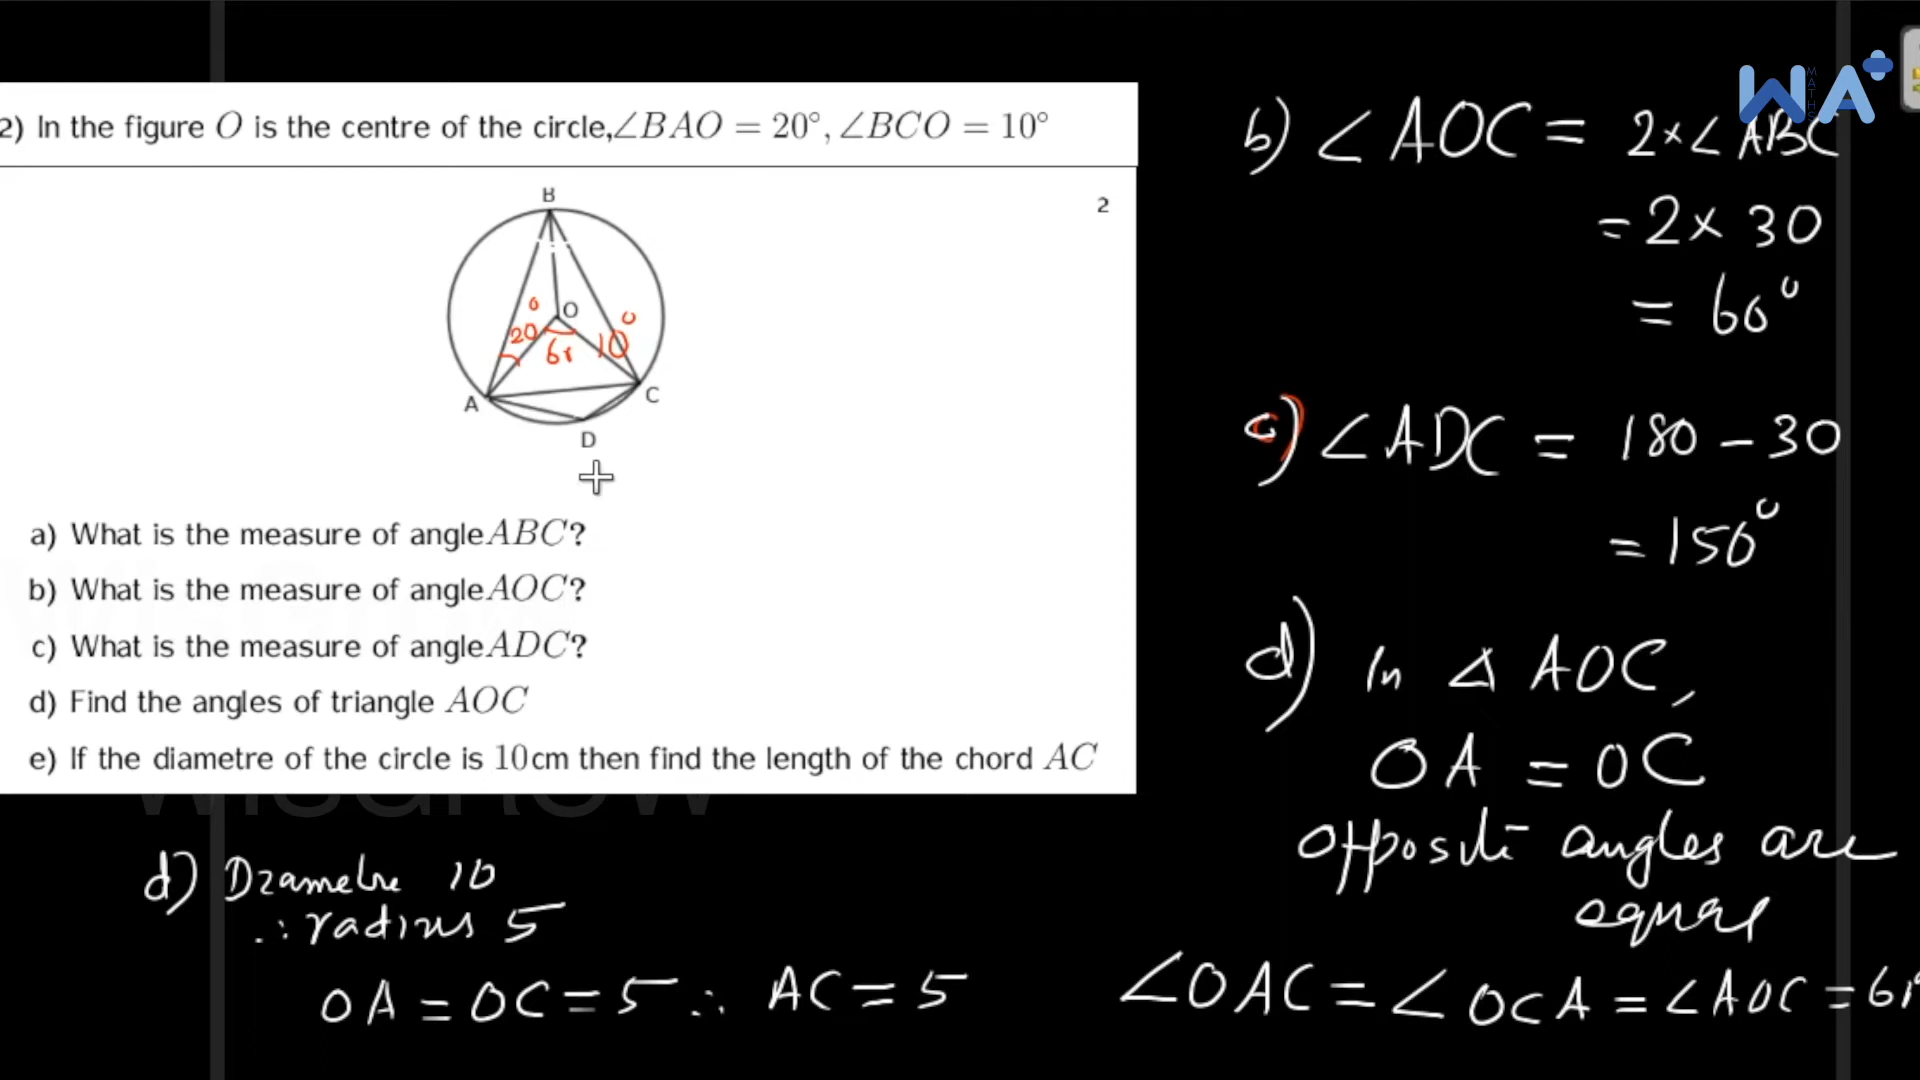 2) In the figure O is the centre of the circle,∠BAO = 20°, ∠BCO = 10°
2
B
O
20°
60
10°
A
C
D
a) What is the measure of angle ABC?
b) What is the measure of angle AOC?
c) What is the measure of angle ADC?
d) Find the angles of triangle AOC
e) If the diametre of the circle is 10cm then find the length of the chord AC
d) Diametre 10
∴ radius 5
OA = OC = 5 ∴ AC = 5
WA+
MATHS
b) ∠AOC = 2×∠ABC
= 2× 30
= 60°
c) ∠ADC = 180 – 30
= 150°
d) In △ AOC,
OA = OC
opposite angles are
equal
∠OAC = ∠OCA = ∠AOC = 60°